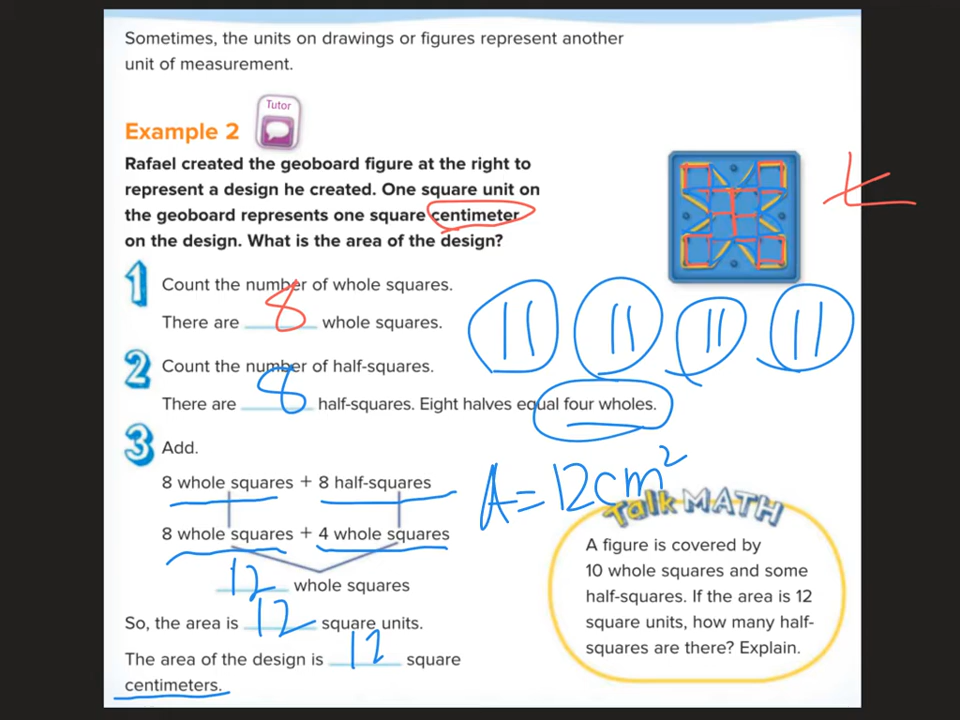 Sometimes, the units on drawings or figures represent another
unit of measurement.
Tutor
Example 2
Rafael created the geoboard figure at the right to
represent a design he created. One square unit on
the geoboard represents one square centimeter
on the design. What is the area of the design?
1 Count the number of whole squares.
There are 8 whole squares.
2 Count the number of half-squares.
There are 8 half-squares. Eight halves equal four wholes.
3 Add.
8 whole squares + 8 half-squares
8 whole squares + 4 whole squares
12 whole squares
So, the area is 12 square units.
The area of the design is 12 square
centimeters.
A = 12 cm²
Talk MATH
A figure is covered by
10 whole squares and some
half-squares. If the area is 12
square units, how many half-
squares are there? Explain.